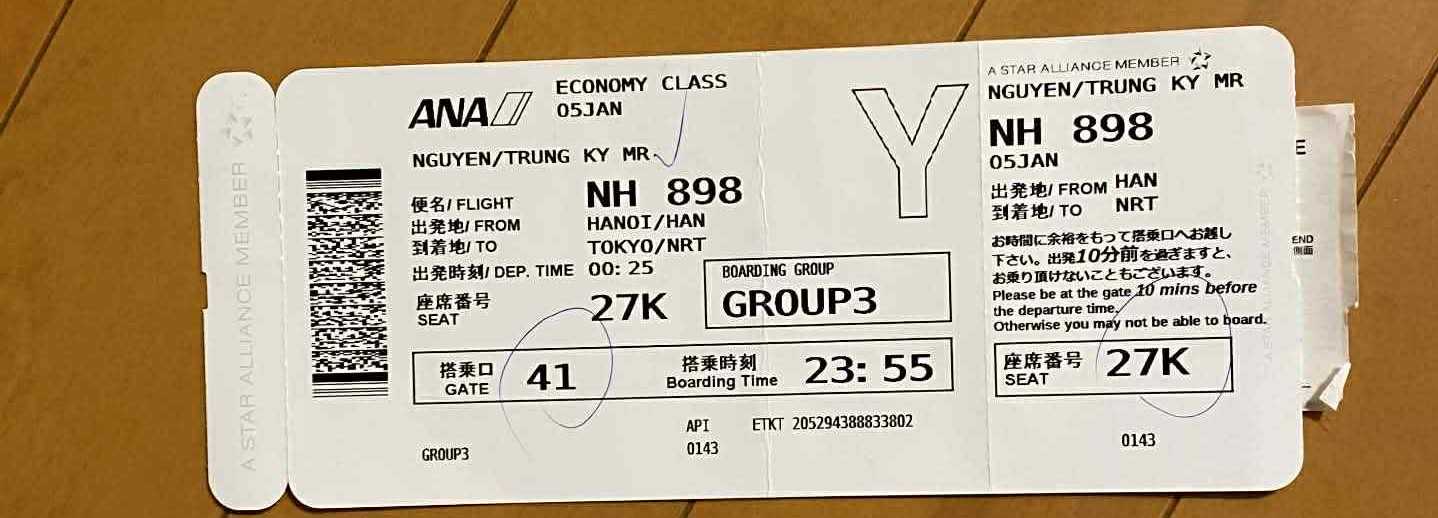 A STAR ALLIANCE MEMBER
ANA
ECONOMY CLASS
05JAN
NGUYEN/TRUNG KY MR
便名/ FLIGHT NH 898
出発地/ FROM HANOI/HAN
到着地/ TO TOKYO/NRT
出発時刻/ DEP. TIME 00: 25
座席番号
SEAT
27K
BOARDING GROUP
GROUP3
搭乗口
GATE
41
搭乗時刻
Boarding Time
23: 55
API ETKT 205294388833802
GROUP3 0143
Y
A STAR ALLIANCE MEMBER
NGUYEN/TRUNG KY MR
NH 898
05JAN
出発地/ FROM HAN
到着地/ TO NRT
お時間に余裕をもって搭乗口へお越し
下さい。出発10分前を過ぎますと、
お乗り頂けないこともございます。
Please be at the gate 10 mins before
the departure time.
Otherwise you may not be able to board.
座席番号
SEAT
27K
0143
E
END
側面